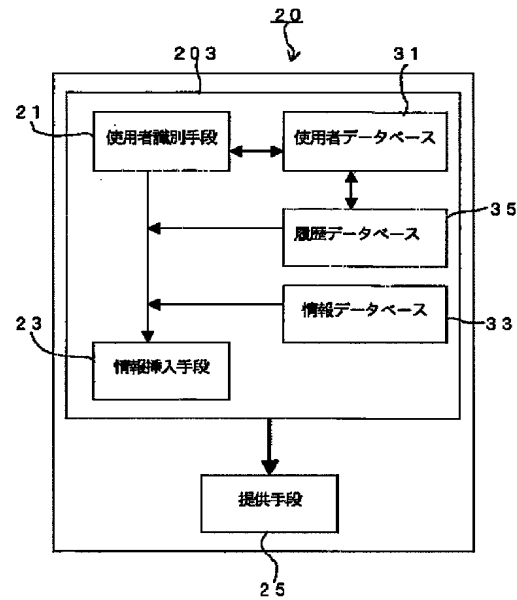 20
203
31
21
使用者識別手段
使用者データベース
35
履歴データベース
情報データベース
23
33
情報挿入手段
提供手段
25